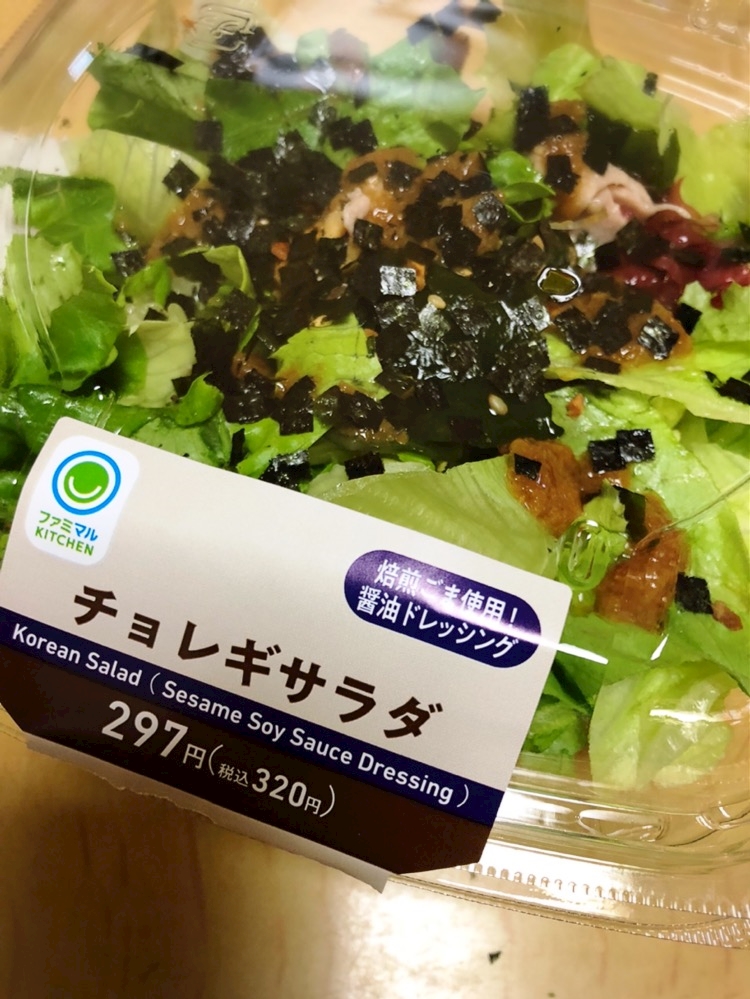 ファミマル
KITCHEN
焙煎ごま使用!
醤油ドレッシング
チョレギサラダ
Korean Salad ( Sesame Soy Sauce Dressing )
297円(税込320円)